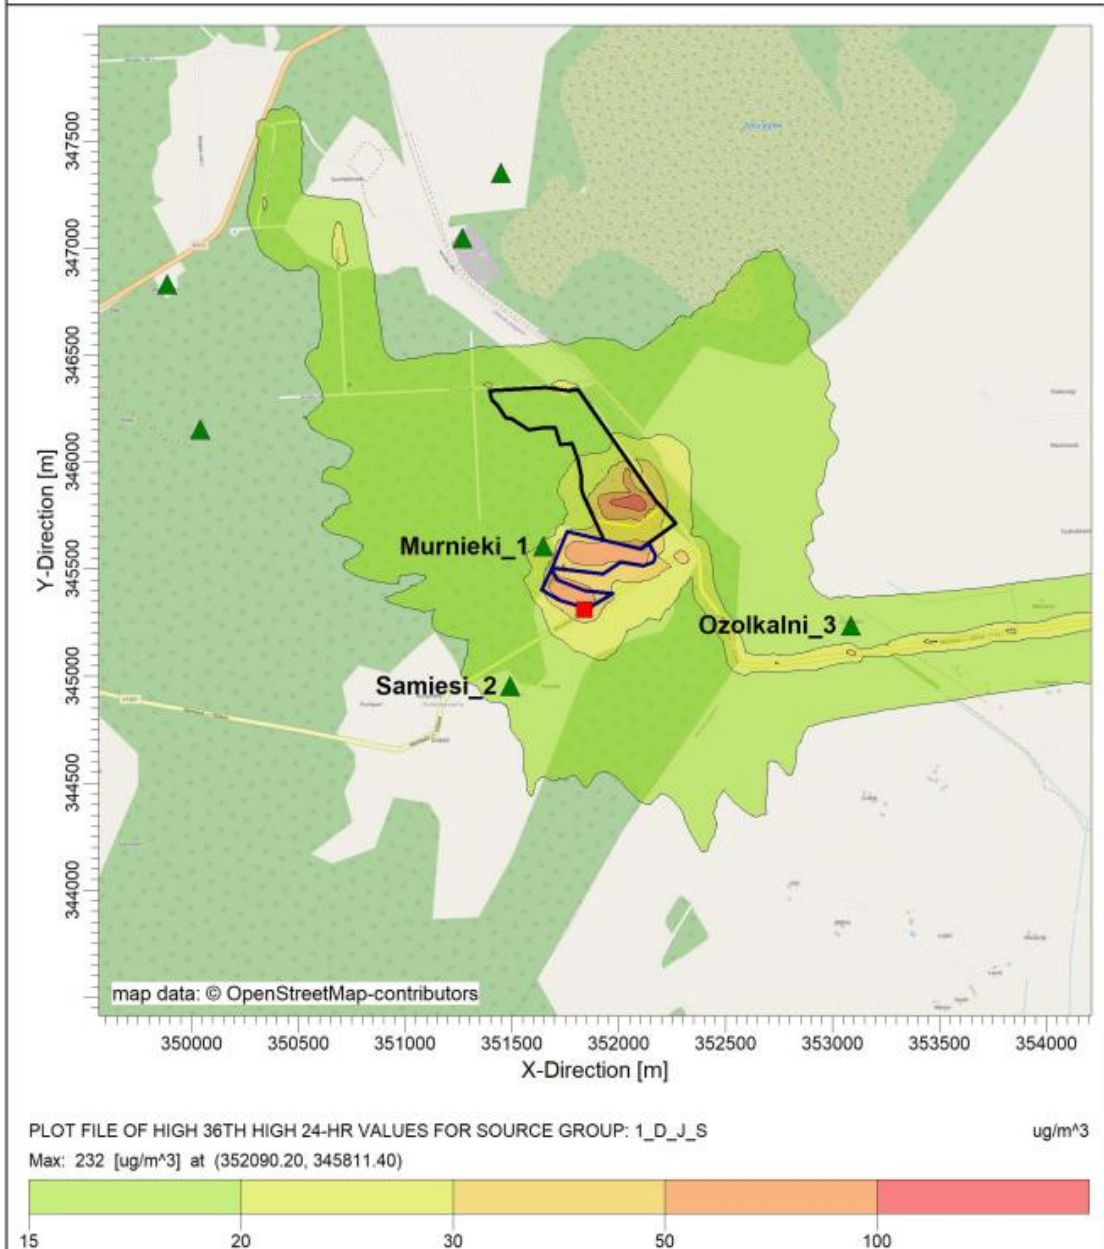 347500
347000
346500
346000
345500
345000
344500
344000
Y-Direction [m]
Murnieki_1
Ozolkalni_3
Samiesi_2
map data: © OpenStreetMap-contributors
350000 350500 351000 351500 352000 352500 353000 353500 354000
X-Direction [m]
PLOT FILE OF HIGH 36TH HIGH 24-HR VALUES FOR SOURCE GROUP: 1_D_J_S ug/m^3
Max: 232 [ug/m^3] at (352090.20, 345811.40)
15 20 30 50 100